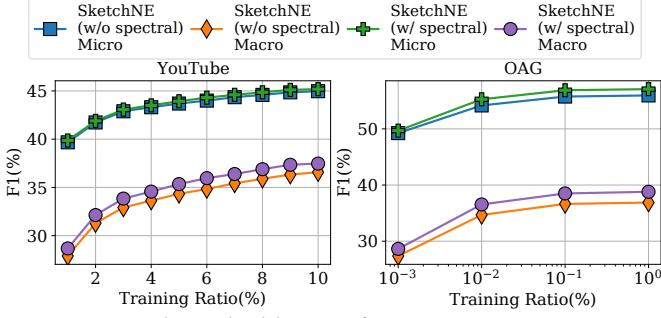 SketchNE (w/o spectral) Micro
SketchNE (w/o spectral) Macro
SketchNE (w/ spectral) Micro
SketchNE (w/ spectral) Macro
YouTube
F1(%)
45
40
35
30
2 4 6 8 10
Training Ratio(%)
OAG
F1(%)
50
40
30
10⁻³ 10⁻² 10⁻¹ 10⁰
Training Ratio(%)